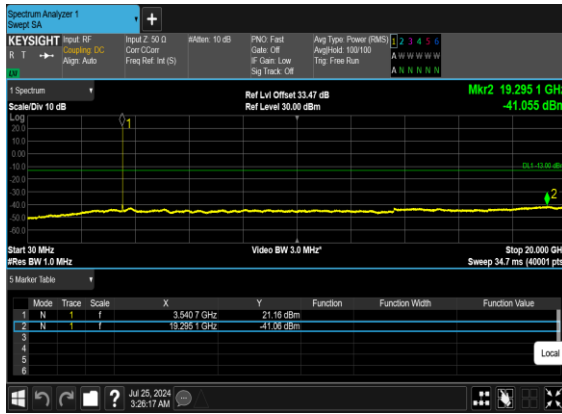 Spectrum Analyzer 1
Swept SA
+
KEYSIGHT Input: RF Input Z: 50 Ω #Atten: 10 dB PNO: Fast Avg Type: Power (RMS) 1 2 3 4 5 6
R T Coupling: DC Corr CCorr Gate: Off Avg|Hold: 100/100 A W W W W W
Align: Auto Freq Ref: Int (S) IF Gain: Low Trig: Free Run
LXI Sig Track: Off A N N N N N
1 Spectrum Ref Lvl Offset 33.47 dB Mkr2 19.295 1 GHz
Scale/Div 10 dB Ref Level 30.00 dBm -41.055 dBm
Log
20.0
10.0
0.00
-10.0
-20.0
-30.0
-40.0
-50.0
-60.0
1
DL1 -13.00 dBm
2
Start 30 MHz Video BW 3.0 MHz* Stop 20.000 GHz
#Res BW 1.0 MHz Sweep 34.7 ms (40001 pts)
5 Marker Table
Mode Trace Scale X Y Function Function Width Function Value
1 N 1 f 3.540 7 GHz 21.16 dBm
2 N 1 f 19.295 1 GHz -41.06 dBm
3
4
5
6
Local
? Jul 25, 2024
3:26:17 AM